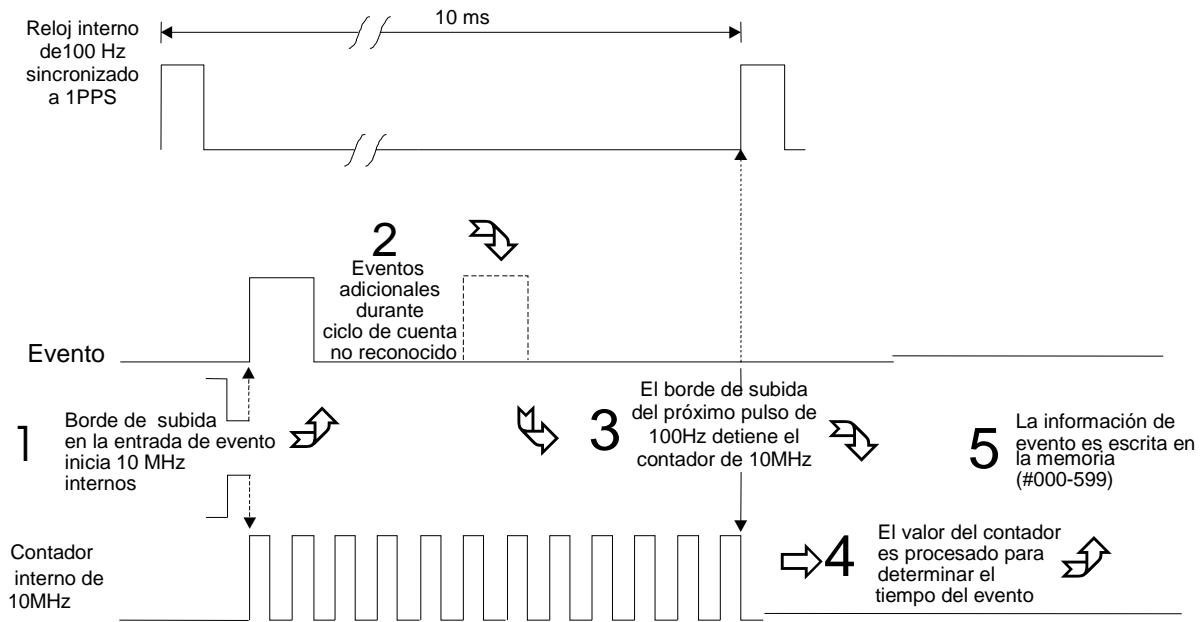 Reloj interno
de100 Hz
sincronizado
a 1PPS
10 ms
2
Eventos
adicionales
durante
ciclo de cuenta
no reconocido
Evento
1
Borde de subida
en la entrada de evento
inicia 10 MHz
internos
3
El borde de subida
del próximo pulso de
100Hz detiene el
contador de 10MHz
5
La información de
evento es escrita en
la memoria
(#000-599)
Contador
interno de
10MHz
4
El valor del contador
es procesado para
determinar el
tiempo del evento